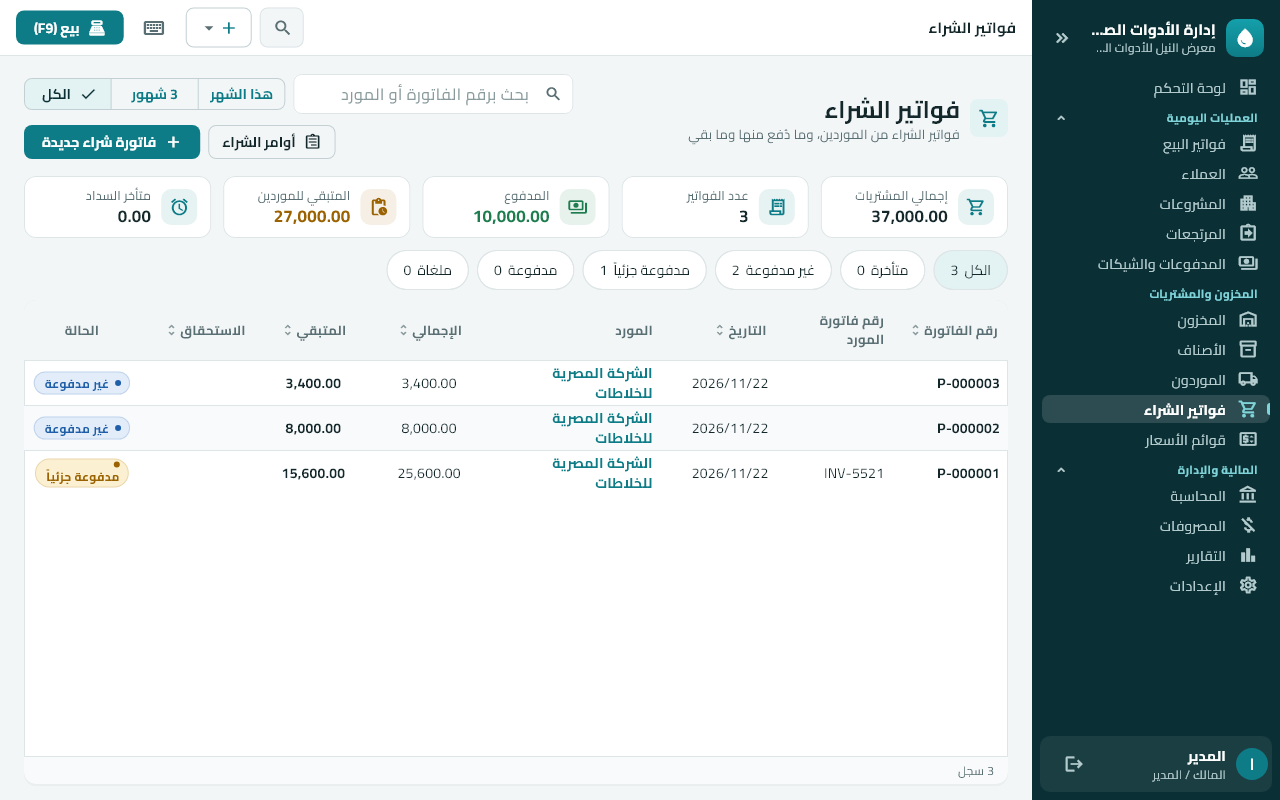 إدارة الأدوات الصـ...
معرض النيل للأدوات الـ...
لوحة التحكم
العمليات اليومية
فواتير البيع
العملاء
المشروعات
المرتجعات
المدفوعات والشيكات
المخزون والمشتريات
المخزون
الأصناف
الموردون
فواتير الشراء
قوائم الأسعار
المالية والإدارة
المحاسبة
المصروفات
التقارير
الإعدادات
ا
المدير
المالك / المدير
فواتير الشراء
بيع (F9)
فواتير الشراء
فواتير الشراء من الموردين، وما دُفع منها وما بقي
بحث برقم الفاتورة أو المورد
هذا الشهر
3 شهور
الكل
أوامر الشراء
فاتورة شراء جديدة
إجمالي المشتريات
37,000.00
عدد الفواتير
3
المدفوع
10,000.00
المتبقي للموردين
27,000.00
متأخر السداد
0.00
الكل 3
متأخرة 0
غير مدفوعة 2
مدفوعة جزئياً 1
مدفوعة 0
ملغاة 0
رقم الفاتورة
رقم فاتورة
المورد
التاريخ
المورد
الإجمالي
المتبقي
الاستحقاق
الحالة
P-000003
2026/11/22
الشركة المصرية
للخلاطات
3,400.00
3,400.00
غير مدفوعة
P-000002
2026/11/22
الشركة المصرية
للخلاطات
8,000.00
8,000.00
غير مدفوعة
P-000001
INV-5521
2026/11/22
الشركة المصرية
للخلاطات
25,600.00
15,600.00
مدفوعة جزئياً
3 سجل